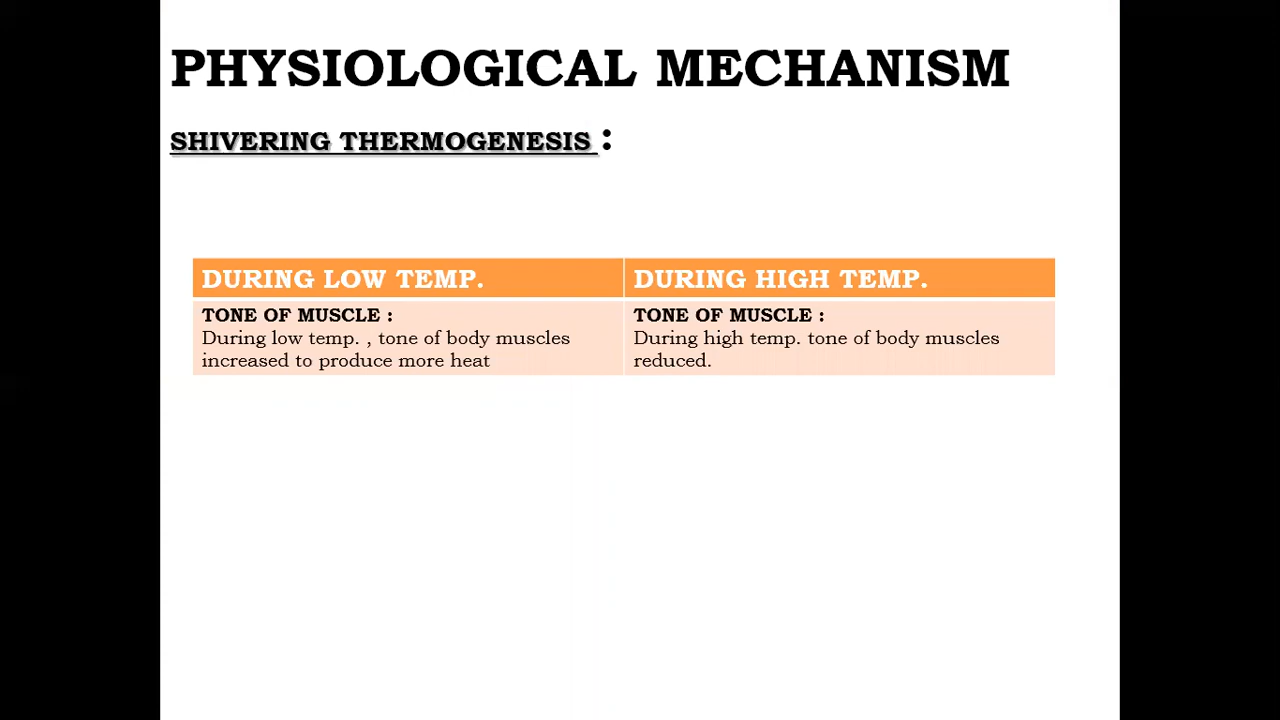 PHYSIOLOGICAL MECHANISM
SHIVERING THERMOGENESIS :
DURING LOW TEMP.
DURING HIGH TEMP.
TONE OF MUSCLE :
During low temp. , tone of body muscles
increased to produce more heat
TONE OF MUSCLE :
During high temp. tone of body muscles
reduced.